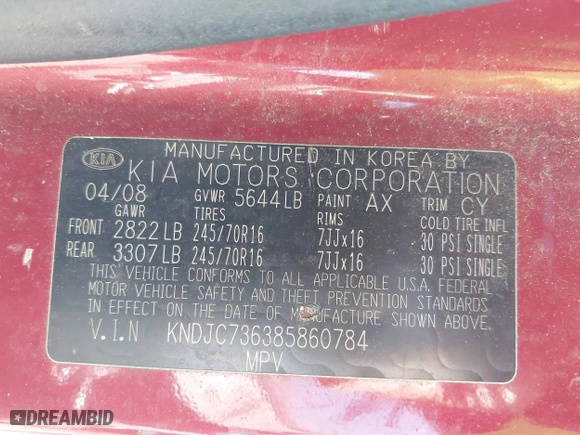 MANUFACTURED IN KOREA BY
KIA KIA MOTORS CORPORATION
04/08 GVWR 5644LB PAINT AX TRIM CY
GAWR TIRES RIMS COLD TIRE INFL
FRONT 2822LB 245/70R16 7JJx16 30 PSI SINGLE
REAR 3307LB 245/70R16 7JJx16 30 PSI SINGLE
THIS VEHICLE CONFORMS TO ALL APPLICABLE U.S.A. FEDERAL
MOTOR VEHICLE SAFETY AND THEFT PREVENTION STANDARDS
IN EFFECT ON THE DATE OF MANUFACTURE SHOWN ABOVE.
V.I.N KNDJC736385860784
MPV
DREAMBID